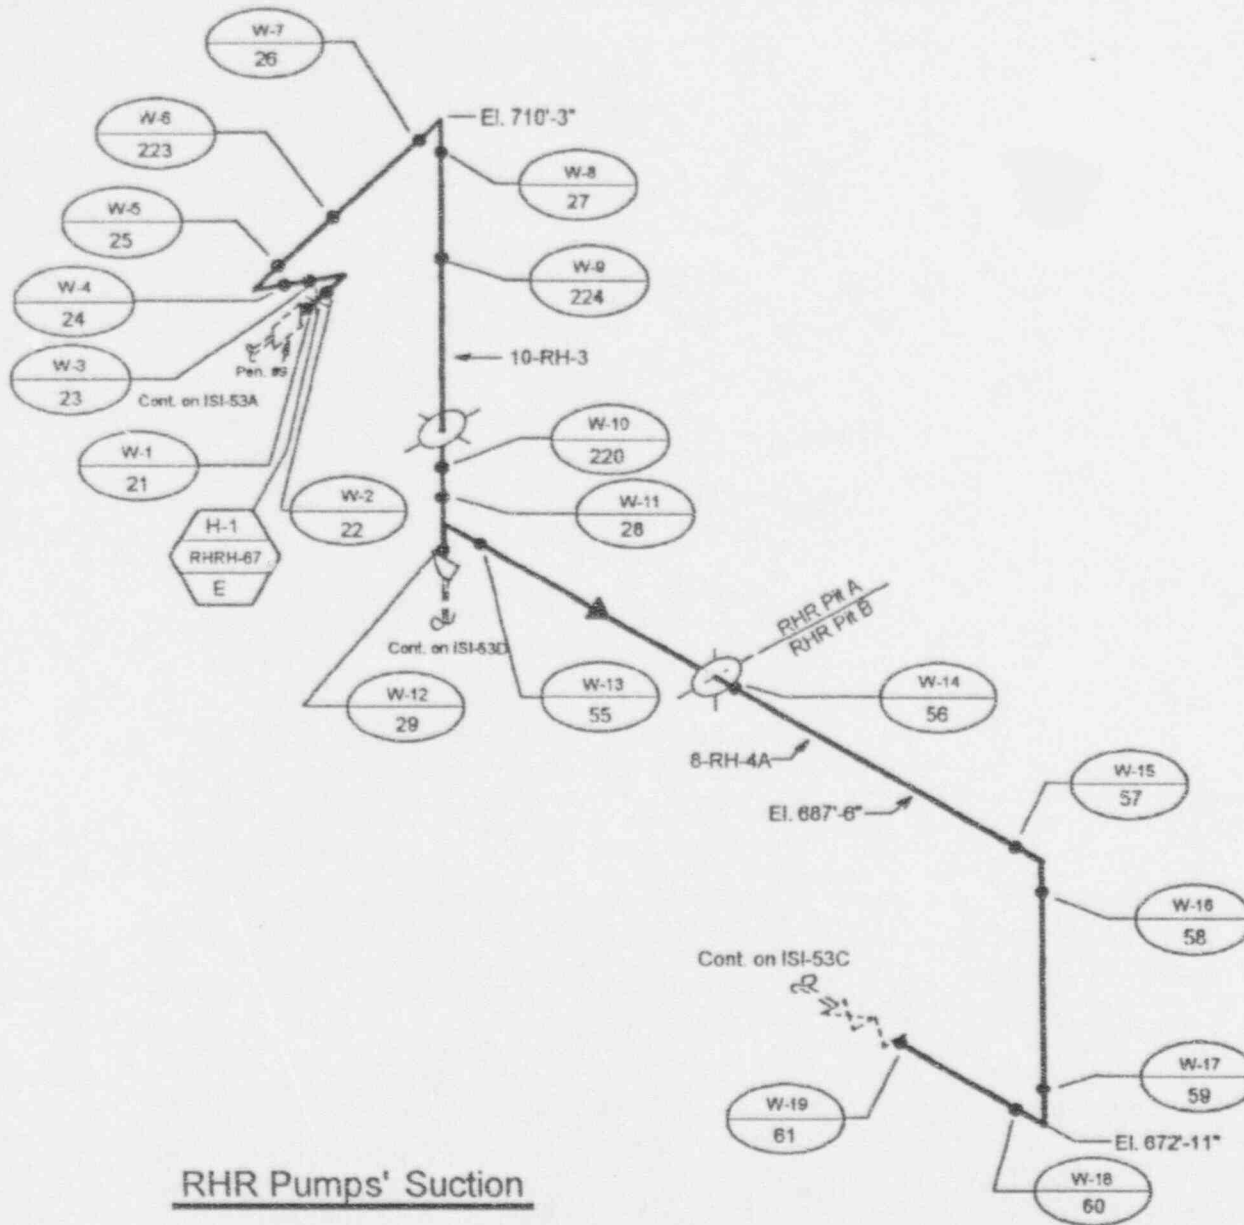 W-7
26
W-6
223
El. 710'-3"
W-8
27
W-5
25
W-9
224
W-4
24
10-RH-3
W-3
23
Pen. #9
Cont. on ISI-53A
W-10
220
W-1
21
W-2
22
W-11
28
H-1
RHRH-67
E
RHR Pit A
RHR Pit B
Cont. on ISI-53D
W-12
29
W-13
55
W-14
56
8-RH-4A
W-15
57
El. 687'-6"
W-16
58
Cont. on ISI-53C
W-17
59
W-19
61
El. 672'-11"
W-18
60
RHR Pumps' Suction